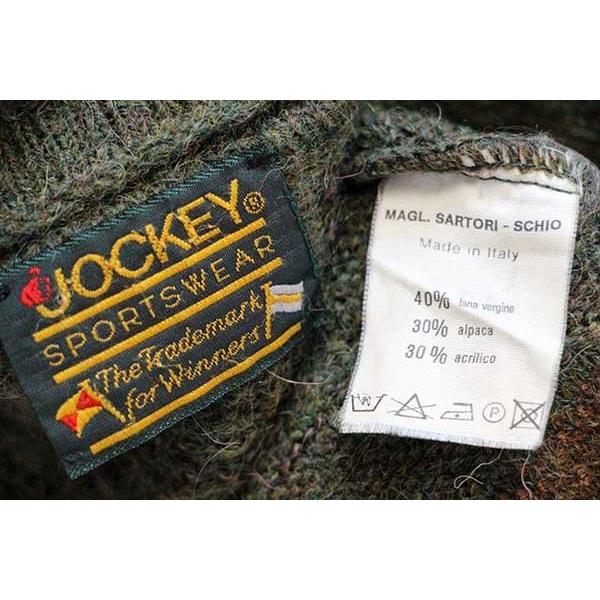 JOCKEY®
SPORTSWEAR
The Trademark
for Winners
MAGL. SARTORI - SCHIO
Made in Italy
40% lana vergine
30% alpaca
30% acrilico
P